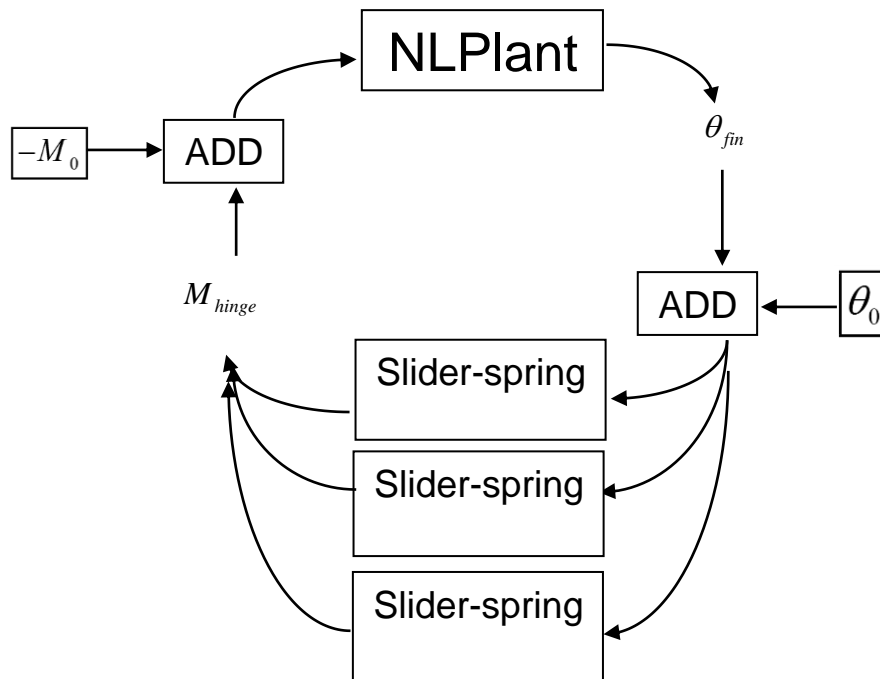 NLPlant
θ_fin
−M_0
ADD
M_hinge
ADD
θ_0
Slider-spring
Slider-spring
Slider-spring